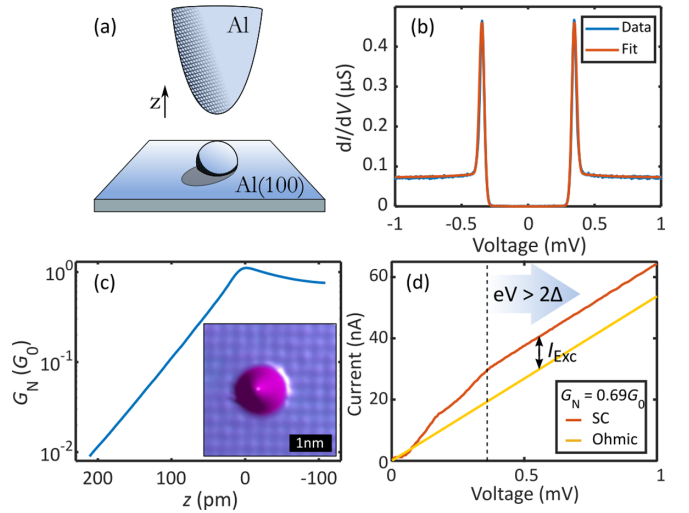 (a)
Al
z
Al(100)
(b)
Data
Fit
dI/dV (μS)
0.4
0.3
0.2
0.1
0
-1
-0.5
0
0.5
1
Voltage (mV)
(c)
G_N (G_0)
10^0
10^-1
10^-2
200
100
0
-100
z (pm)
1nm
(d)
eV > 2Δ
I_Exc
G_N = 0.69G_0
SC
Ohmic
Current (nA)
60
40
20
0
0
0.5
1
Voltage (mV)